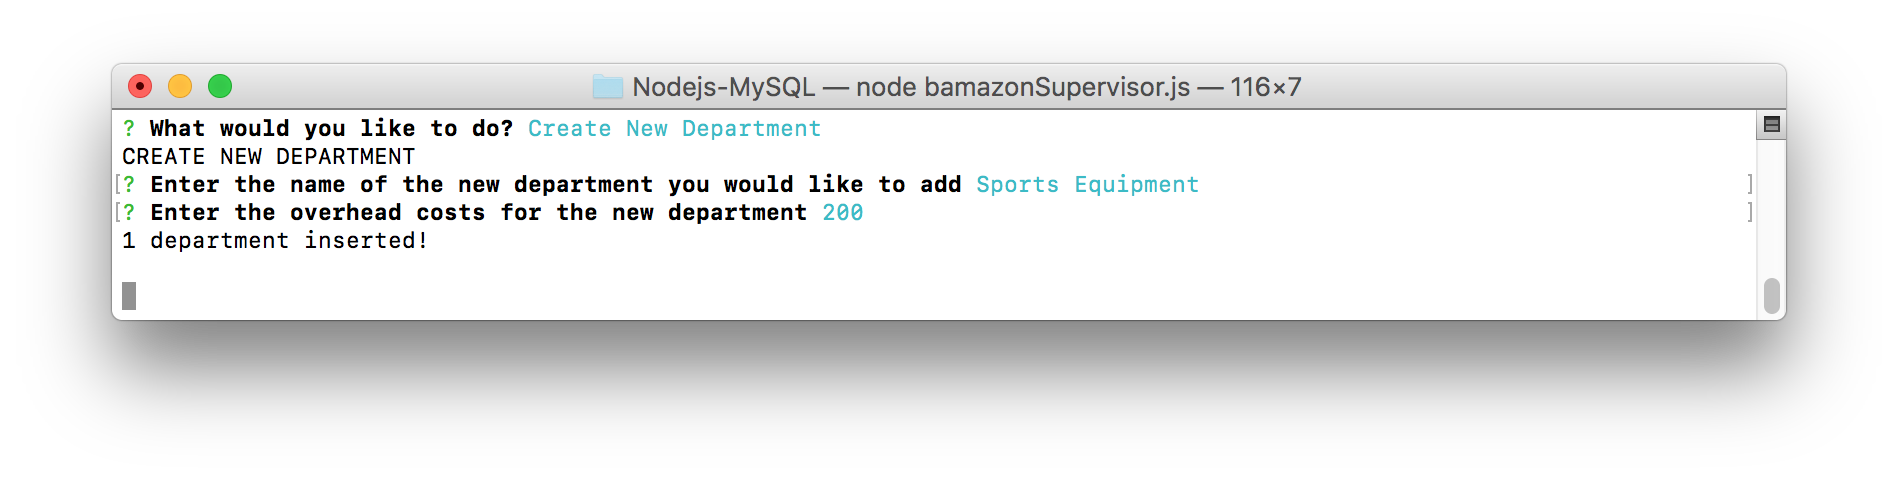 Nodejs-MySQL — node bamazonSupervisor.js — 116×7
? What would you like to do? Create New Department
CREATE NEW DEPARTMENT
[? Enter the name of the new department you would like to add Sports Equipment ]
[? Enter the overhead costs for the new department 200 ]
1 department inserted!